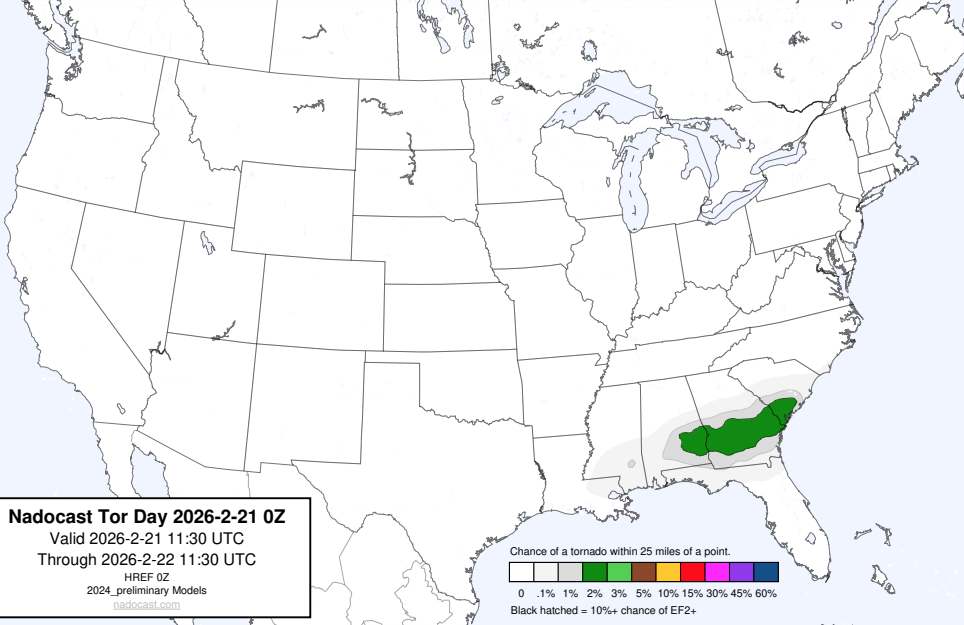 Nadocast Tor Day 2026-2-21 0Z
Valid 2026-2-21 11:30 UTC
Through 2026-2-22 11:30 UTC
HREF 0Z
2024_preliminary Models
nadocast.com
Chance of a tornado within 25 miles of a point.
0 .1% 1% 2% 3% 5% 10% 15% 30% 45% 60%
Black hatched = 10%+ chance of EF2+